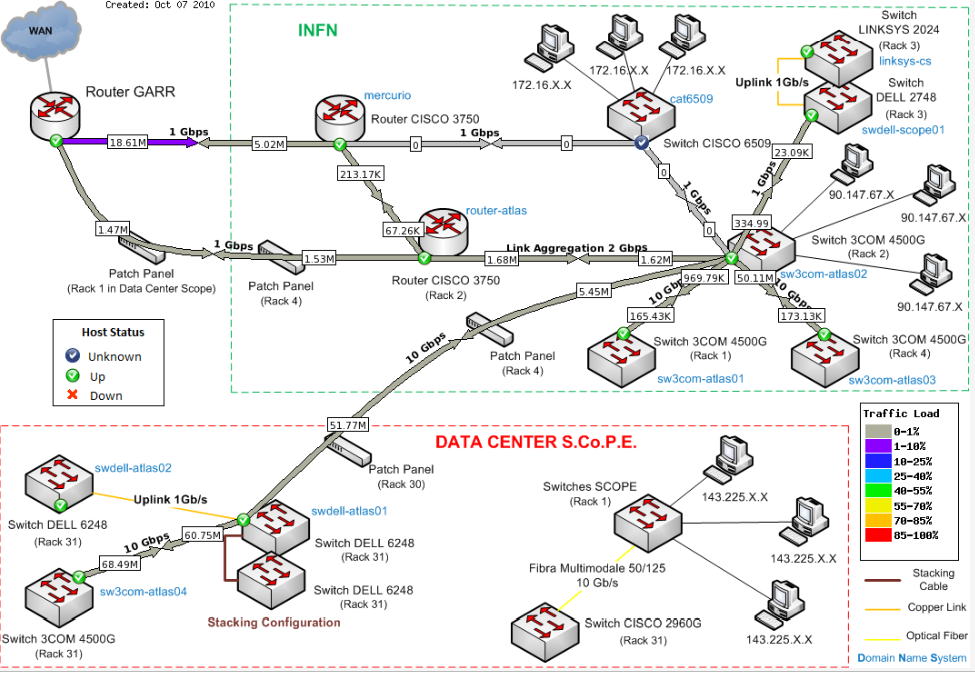 Created: Oct 07 2010
WAN
INFN
Router GARR
mercurio
Router CISCO 3750
172.16.X.X
172.16.X.X
172.16.X.X
cat6509
Switch CISCO 6509
Switch
LINKSYS 2024
(Rack 3)
linksys-cs
Uplink 1Gb/s
Switch
DELL 2748
(Rack 3)
swdell-scope01
1 Gbps
18.61M
5.02M
1 Gbps
0
0
213.17K
67.26K
0
1 Gbps
0
23.09K
1 Gbps
334.99
90.147.67.X
90.147.67.X
90.147.67.X
router-atlas
Router CISCO 3750
(Rack 2)
1.47M
1 Gbps
1.53M
Patch Panel
(Rack 1 in Data Center Scope)
Patch Panel
(Rack 4)
Link Aggregation 2 Gbps
1.68M
1.62M
Switch 3COM 4500G
(Rack 2)
sw3com-atlas02
969.79K
50.11M
10 Gbps
165.43K
10 Gbps
173.13K
Switch 3COM 4500G
(Rack 1)
sw3com-atlas01
Switch 3COM 4500G
(Rack 4)
sw3com-atlas03
5.45M
10 Gbps
51.77M
Patch Panel
(Rack 4)
Host Status
Unknown
Up
Down
DATA CENTER S.Co.P.E.
Patch Panel
(Rack 30)
swdell-atlas02
Switch DELL 6248
(Rack 31)
Uplink 1Gb/s
swdell-atlas01
Switch DELL 6248
(Rack 31)
60.75M
10 Gbps
68.49M
sw3com-atlas04
Switch 3COM 4500G
(Rack 31)
Switch DELL 6248
(Rack 31)
Stacking Configuration
Switches SCOPE
(Rack 1)
143.225.X.X
143.225.X.X
143.225.X.X
Fibra Multimodale 50/125
10 Gb/s
Switch CISCO 2960G
(Rack 31)
Traffic Load
0-1%
1-10%
10-25%
25-40%
40-55%
55-70%
70-85%
85-100%
Stacking
Cable
Copper Link
Optical Fiber
Domain Name System